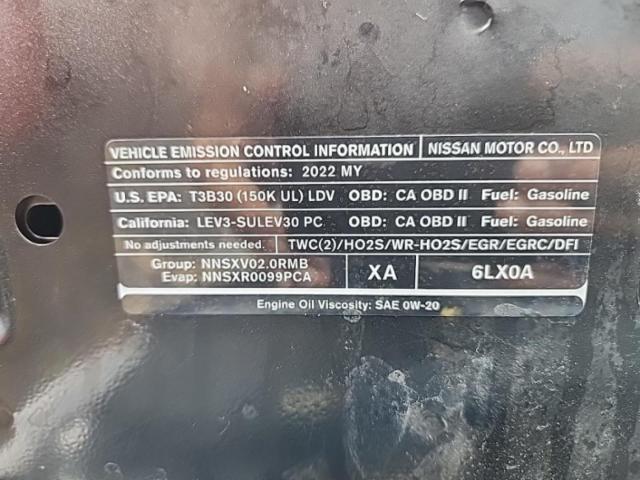 VEHICLE EMISSION CONTROL INFORMATION NISSAN MOTOR CO., LTD
Conforms to regulations: 2022 MY
U.S. EPA: T3B30 (150K UL) LDV OBD: CA OBD II Fuel: Gasoline
California: LEV3-SULEV30 PC OBD: CA OBD II Fuel: Gasoline
No adjustments needed. TWC(2)/HO2S/WR-HO2S/EGR/EGRC/DFI
Group: NNSXV02.0RMB
Evap: NNSXR0099PCA
XA 6LX0A
Engine Oil Viscosity: SAE 0W-20